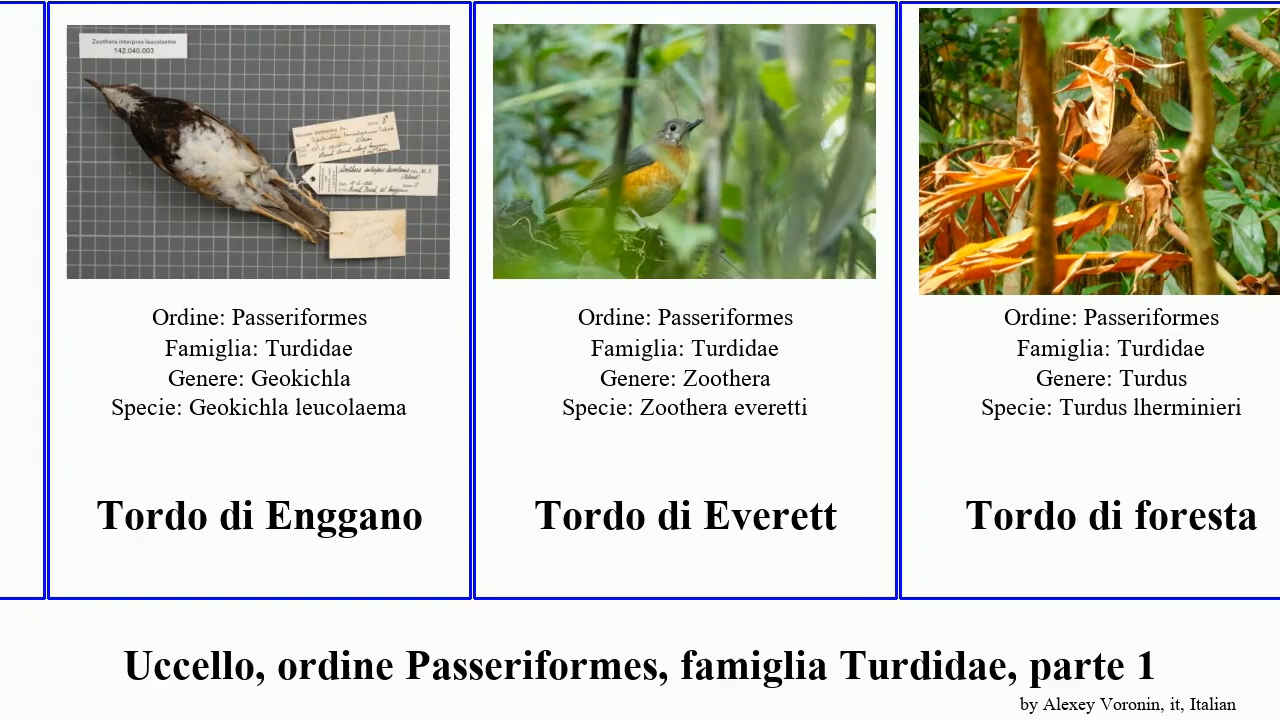 Zoothera interpres leucolaema
142.040.003
Ordine: Passeriformes
Famiglia: Turdidae
Genere: Geokichla
Specie: Geokichla leucolaema
Tordo di Enggano
Ordine: Passeriformes
Famiglia: Turdidae
Genere: Zoothera
Specie: Zoothera everetti
Tordo di Everett
Ordine: Passeriformes
Famiglia: Turdidae
Genere: Turdus
Specie: Turdus lherminieri
Tordo di foresta
Uccello, ordine Passeriformes, famiglia Turdidae, parte 1
by Alexey Voronin, it, Italian